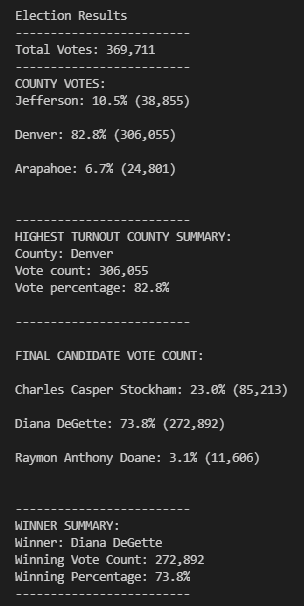 Election Results
-------------------------
Total Votes: 369,711
-------------------------
COUNTY VOTES:
Jefferson: 10.5% (38,855)
Denver: 82.8% (306,055)
Arapahoe: 6.7% (24,801)
-------------------------
HIGHEST TURNOUT COUNTY SUMMARY:
County: Denver
Vote count: 306,055
Vote percentage: 82.8%
-------------------------
FINAL CANDIDATE VOTE COUNT:
Charles Casper Stockham: 23.0% (85,213)
Diana DeGette: 73.8% (272,892)
Raymon Anthony Doane: 3.1% (11,606)
-------------------------
WINNER SUMMARY:
Winner: Diana DeGette
Winning Vote Count: 272,892
Winning Percentage: 73.8%
-------------------------